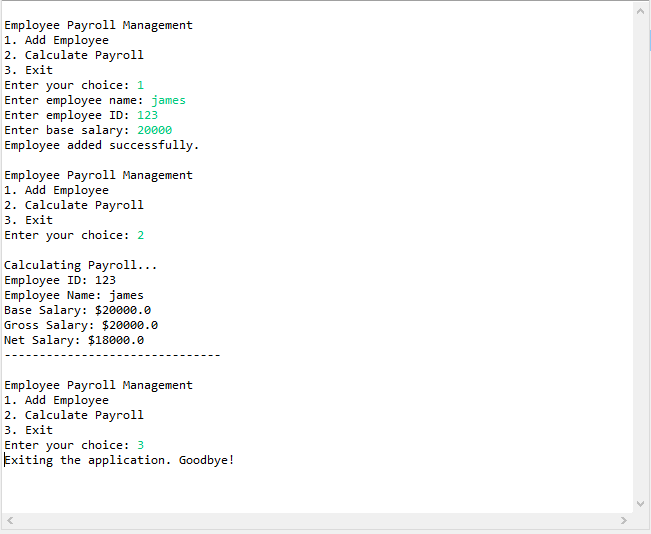 Employee Payroll Management
1. Add Employee
2. Calculate Payroll
3. Exit
Enter your choice: 1
Enter employee name: james
Enter employee ID: 123
Enter base salary: 20000
Employee added successfully.

Employee Payroll Management
1. Add Employee
2. Calculate Payroll
3. Exit
Enter your choice: 2

Calculating Payroll...
Employee ID: 123
Employee Name: james
Base Salary: $20000.0
Gross Salary: $20000.0
Net Salary: $18000.0
-------------------------------

Employee Payroll Management
1. Add Employee
2. Calculate Payroll
3. Exit
Enter your choice: 3
Exiting the application. Goodbye!